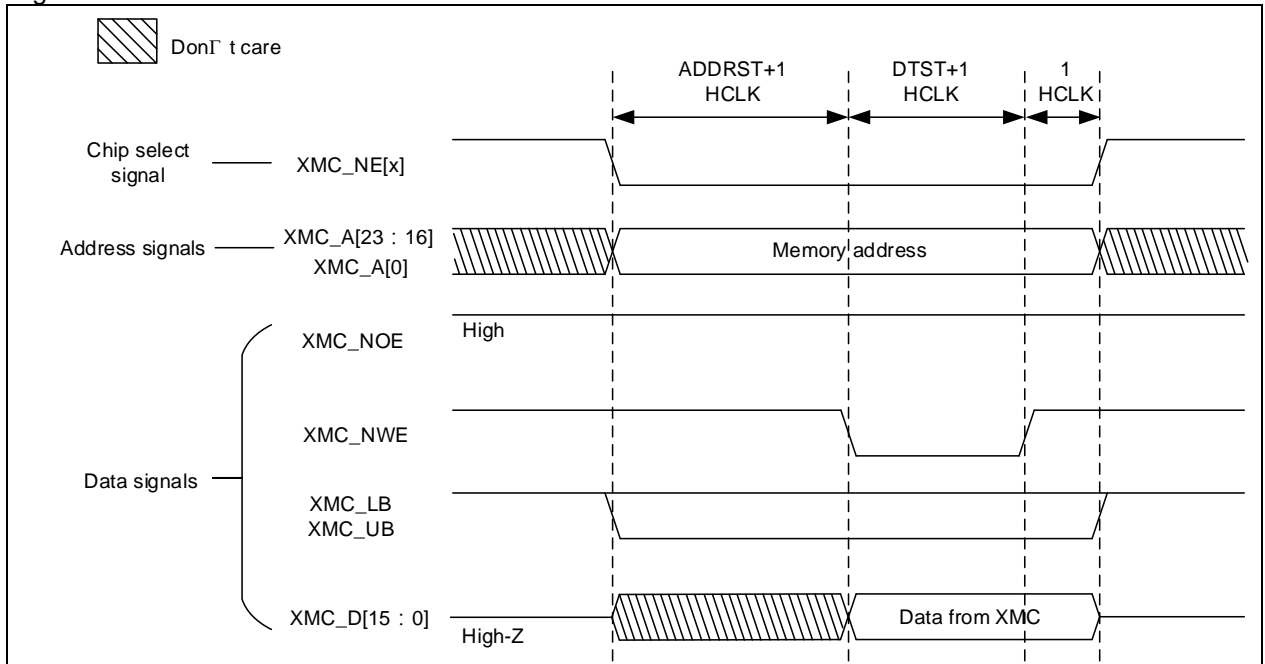 DonΓ t care
ADDRST+1
HCLK
DTST+1
HCLK
1
HCLK
Chip select
signal
XMC_NE[x]
Address signals
XMC_A[23 : 16]
XMC_A[0]
Memory address
Data signals
XMC_NOE
High
XMC_NWE
XMC_LB
XMC_UB
XMC_D[15 : 0]
High-Z
Data from XMC